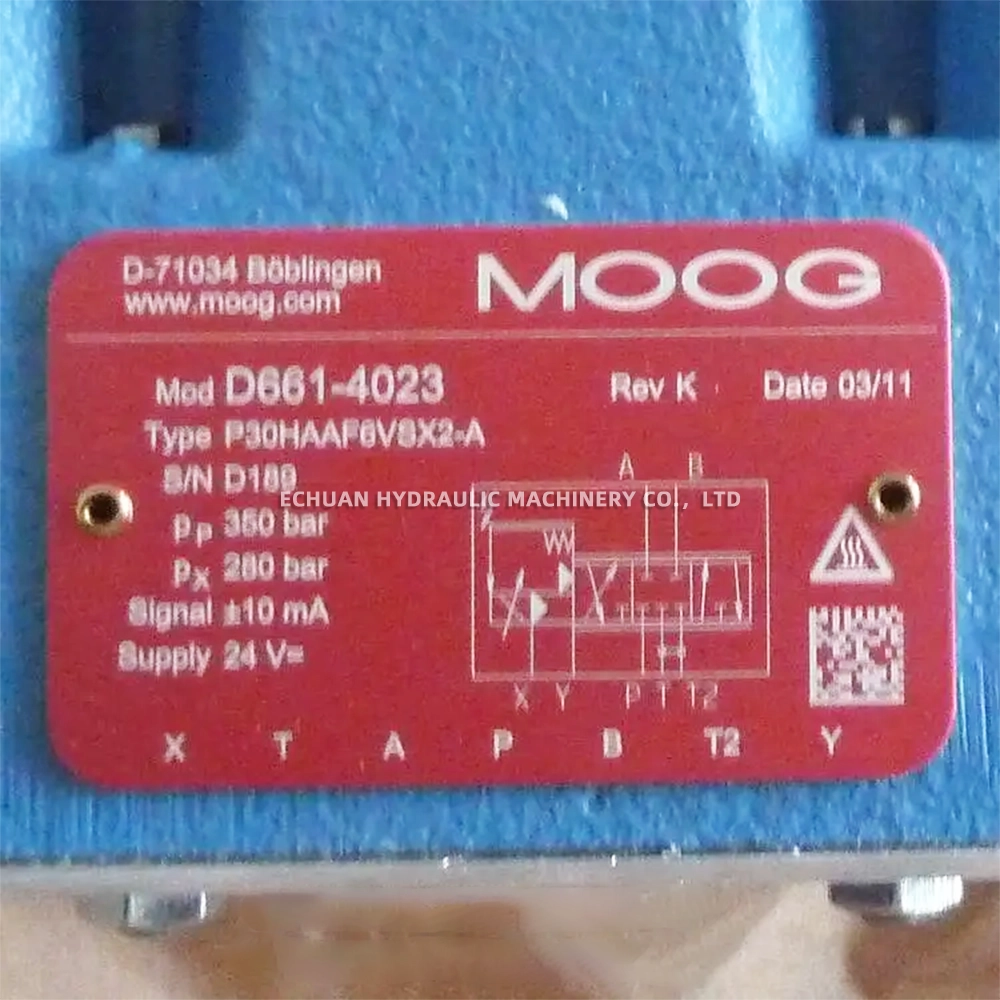 D-71034 Böblingen
www.moog.com
MOOG
Mod D661-4023
Rev K
Date 03/11
Type P30HAAF6VSX2-A
S/N D189
ECHUAN HYDRAULIC MACHINERY CO., LTD
pP 350 bar
pX 280 bar
Signal ±10 mA
Supply 24 V=
A B
X Y P T T2
X T A P B T2 Y